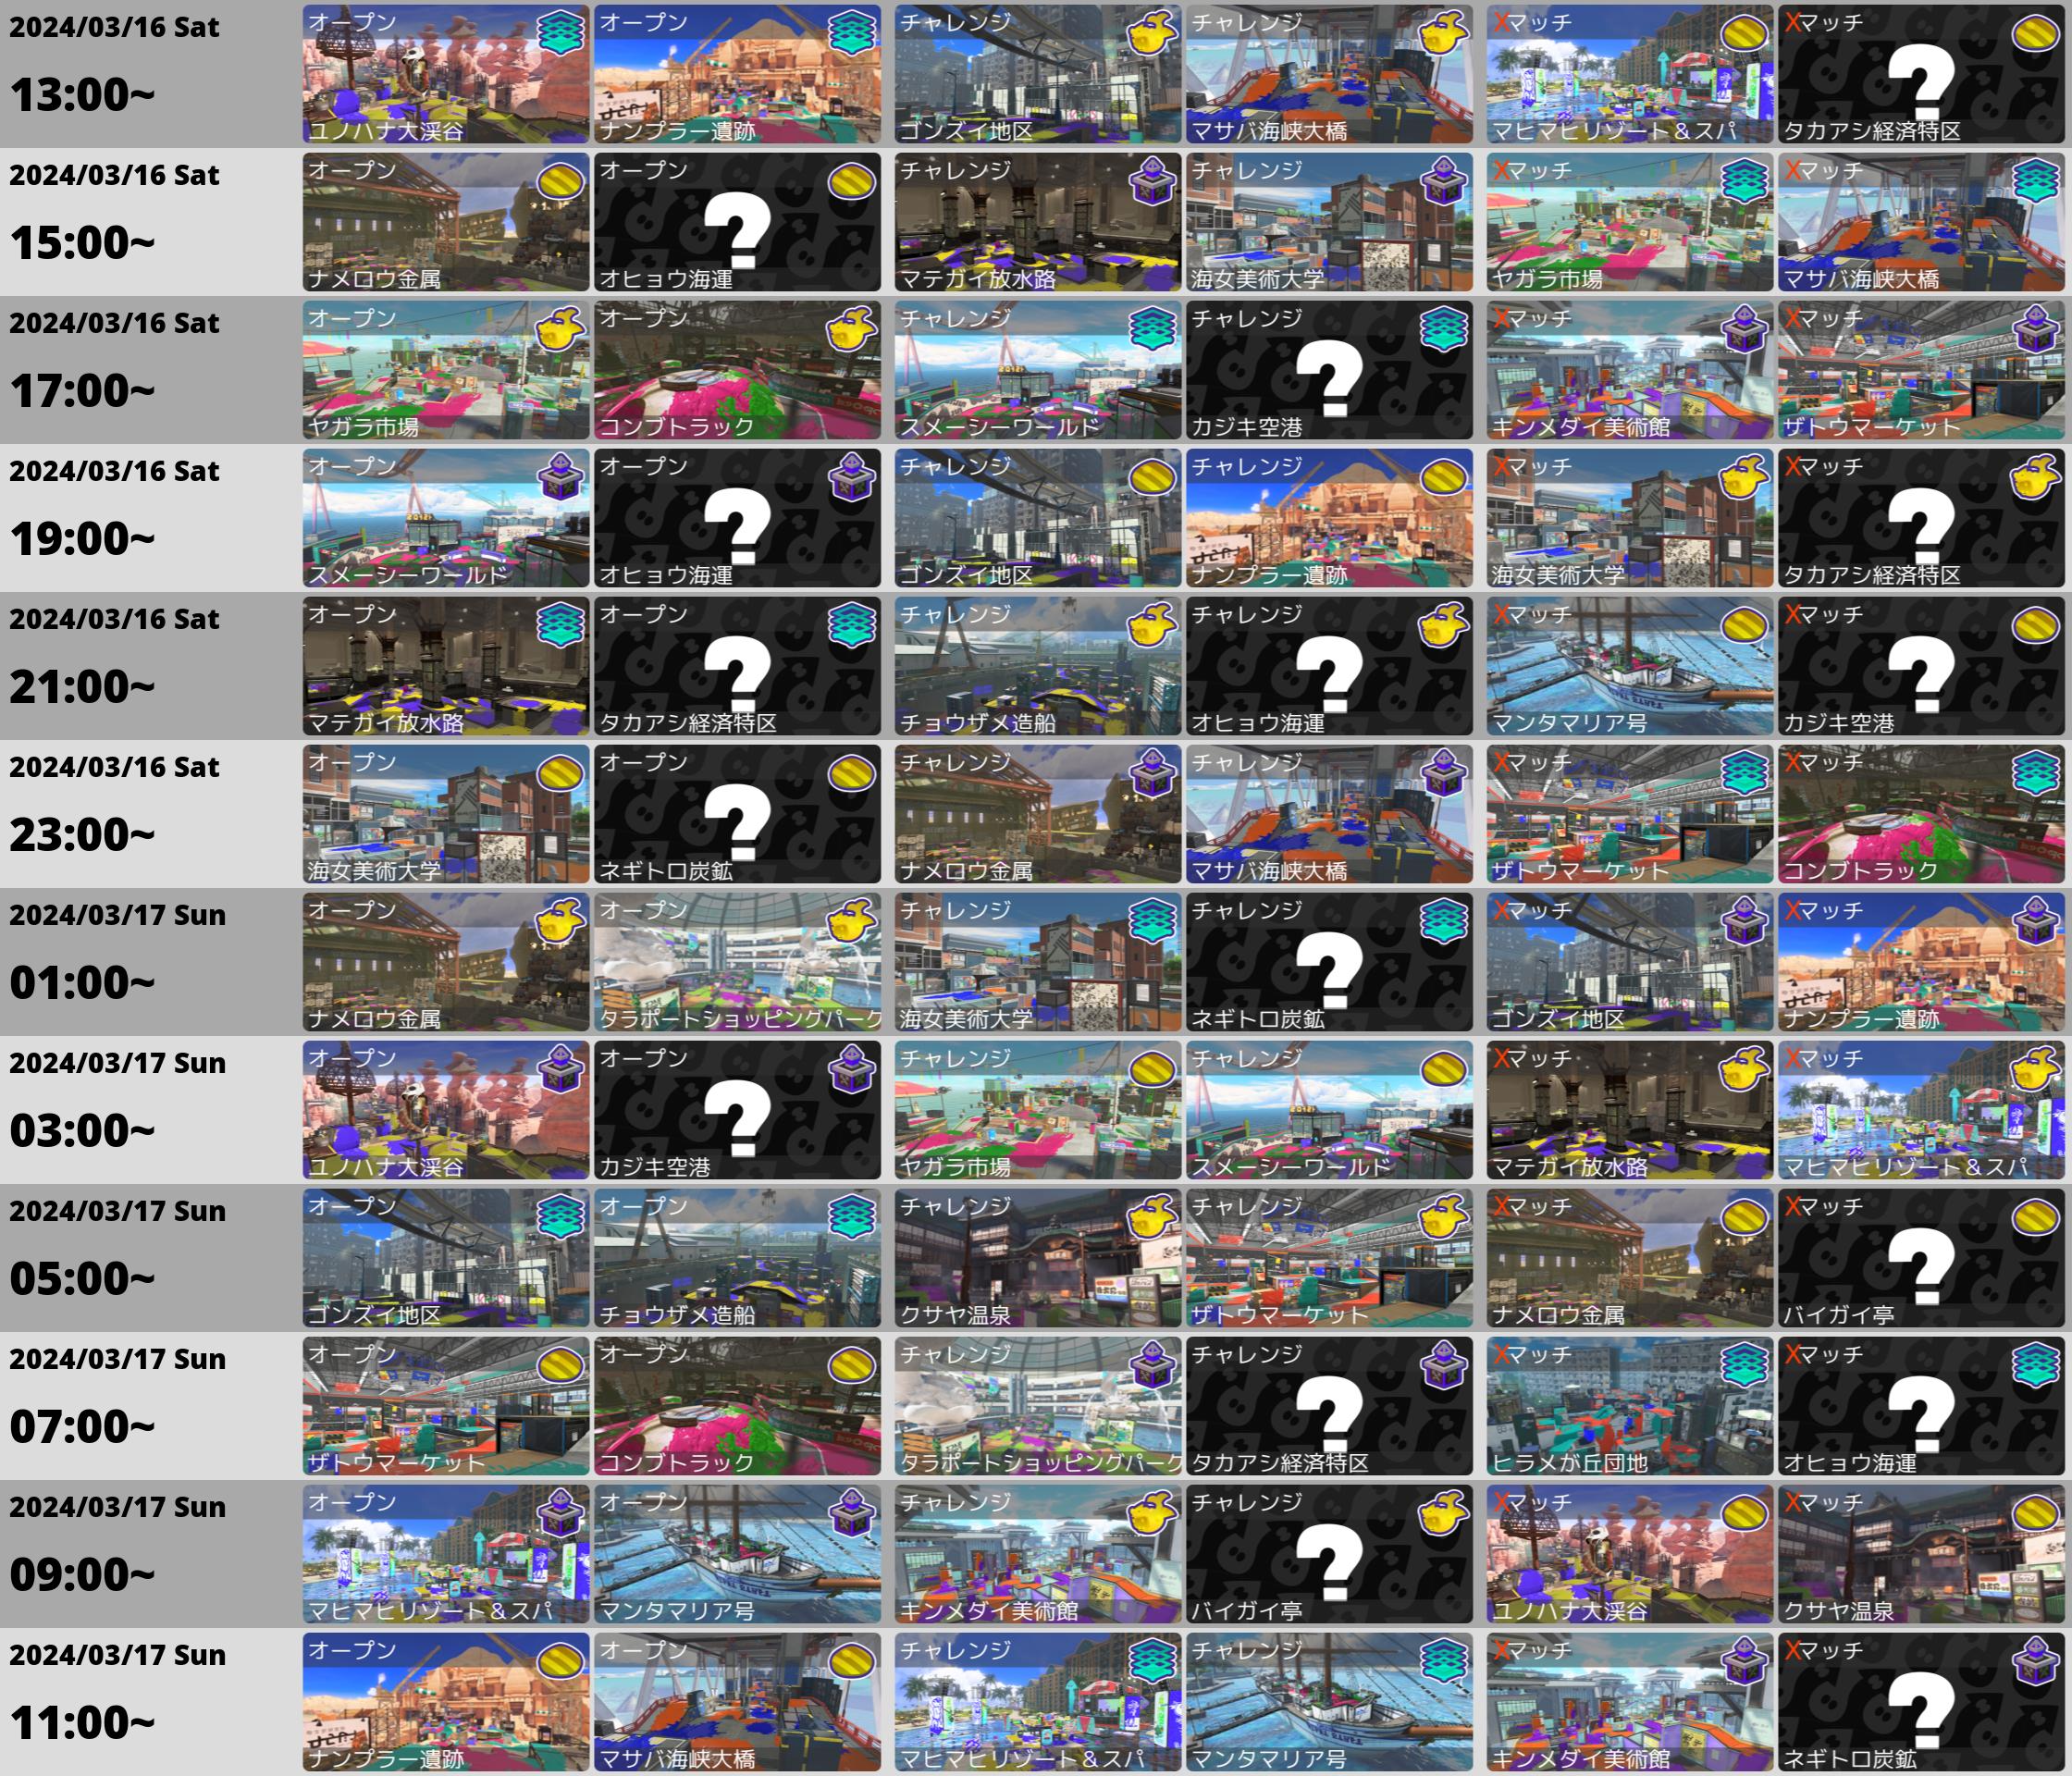 2024/03/16 Sat
13:00~
オープン
ユノハナ大渓谷
オープン
ナンプラー遺跡
チャレンジ
ゴンズイ地区
チャレンジ
マサバ海峡大橋
Xマッチ
マヒマヒリゾート＆スパ
Xマッチ
タカアシ経済特区
2024/03/16 Sat
15:00~
オープン
ナメロウ金属
オープン
オヒョウ海運
チャレンジ
マテガイ放水路
チャレンジ
海女美術大学
Xマッチ
ヤガラ市場
Xマッチ
マサバ海峡大橋
2024/03/16 Sat
17:00~
オープン
ヤガラ市場
オープン
コンブトラック
チャレンジ
スメーシーワールド
チャレンジ
カジキ空港
Xマッチ
キンメダイ美術館
Xマッチ
ザトウマーケット
2024/03/16 Sat
19:00~
オープン
スメーシーワールド
オープン
オヒョウ海運
チャレンジ
ゴンズイ地区
チャレンジ
ナンプラー遺跡
Xマッチ
海女美術大学
Xマッチ
タカアシ経済特区
2024/03/16 Sat
21:00~
オープン
マテガイ放水路
オープン
タカアシ経済特区
チャレンジ
チョウザメ造船
チャレンジ
オヒョウ海運
Xマッチ
マンタマリア号
Xマッチ
カジキ空港
2024/03/16 Sat
23:00~
オープン
海女美術大学
オープン
ネギトロ炭鉱
チャレンジ
ナメロウ金属
チャレンジ
マサバ海峡大橋
Xマッチ
ザトウマーケット
Xマッチ
コンブトラック
2024/03/17 Sun
01:00~
オープン
ナメロウ金属
オープン
タラポートショッピングパーク
チャレンジ
海女美術大学
チャレンジ
ネギトロ炭鉱
Xマッチ
ゴンズイ地区
Xマッチ
ナンプラー遺跡
2024/03/17 Sun
03:00~
オープン
ユノハナ大渓谷
オープン
カジキ空港
チャレンジ
ヤガラ市場
チャレンジ
スメーシーワールド
Xマッチ
マテガイ放水路
Xマッチ
マヒマヒリゾート＆スパ
2024/03/17 Sun
05:00~
オープン
ゴンズイ地区
オープン
チョウザメ造船
チャレンジ
クサヤ温泉
チャレンジ
ザトウマーケット
Xマッチ
ナメロウ金属
Xマッチ
バイガイ亭
2024/03/17 Sun
07:00~
オープン
ザトウマーケット
オープン
コンブトラック
チャレンジ
タラポートショッピングパーク
チャレンジ
タカアシ経済特区
Xマッチ
ヒラメが丘団地
Xマッチ
オヒョウ海運
2024/03/17 Sun
09:00~
オープン
マヒマヒリゾート＆スパ
オープン
マンタマリア号
チャレンジ
キンメダイ美術館
チャレンジ
バイガイ亭
Xマッチ
ユノハナ大渓谷
Xマッチ
クサヤ温泉
2024/03/17 Sun
11:00~
オープン
ナンプラー遺跡
オープン
マサバ海峡大橋
チャレンジ
マヒマヒリゾート＆スパ
チャレンジ
マンタマリア号
Xマッチ
キンメダイ美術館
Xマッチ
ネギトロ炭鉱